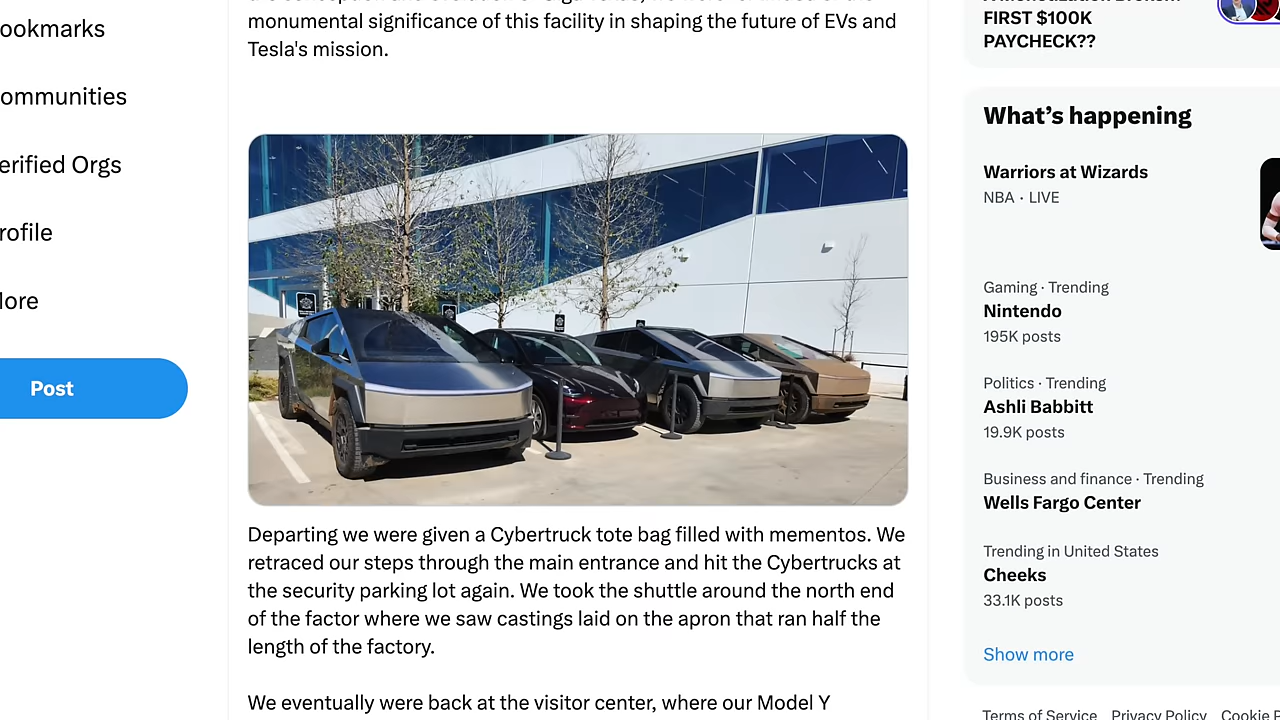 ookmarks
ommunities
erified Orgs
rofile
ore
Post
monumental significance of this facility in shaping the future of EVs and
Tesla's mission.
Departing we were given a Cybertruck tote bag filled with mementos. We
retraced our steps through the main entrance and hit the Cybertrucks at
the security parking lot again. We took the shuttle around the north end
of the factor where we saw castings laid on the apron that ran half the
length of the factory.
We eventually were back at the visitor center, where our Model Y
FIRST $100K
PAYCHECK??
What's happening
Warriors at Wizards
NBA · LIVE
Gaming · Trending
Nintendo
195K posts
Politics · Trending
Ashli Babbitt
19.9K posts
Business and finance · Trending
Wells Fargo Center
Trending in United States
Cheeks
33.1K posts
Show more
Terms of Service Privacy Policy Cookie